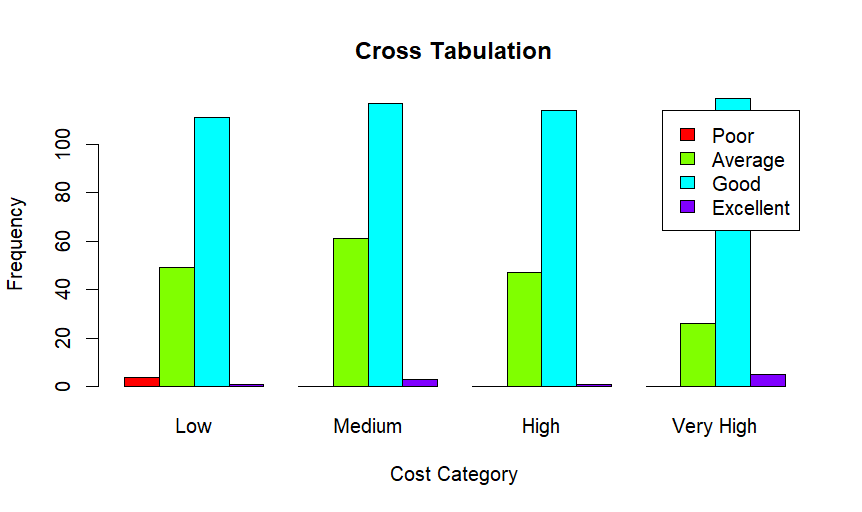 Cross Tabulation
Frequency
100
80
60
40
20
0
Poor
Average
Good
Excellent
Low Medium High Very High
Cost Category